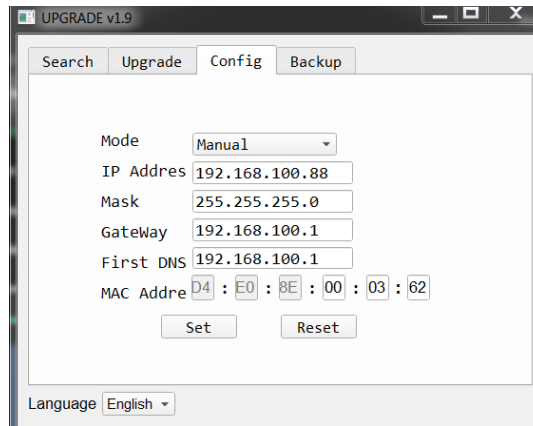 UPGRADE v1.9
Search Upgrade Config Backup
Mode Manual
IP Addres 192.168.100.88
Mask 255.255.255.0
GateWay 192.168.100.1
First DNS 192.168.100.1
MAC Addre D4 : E0 : 8E : 00 : 03 : 62
Set Reset
Language English